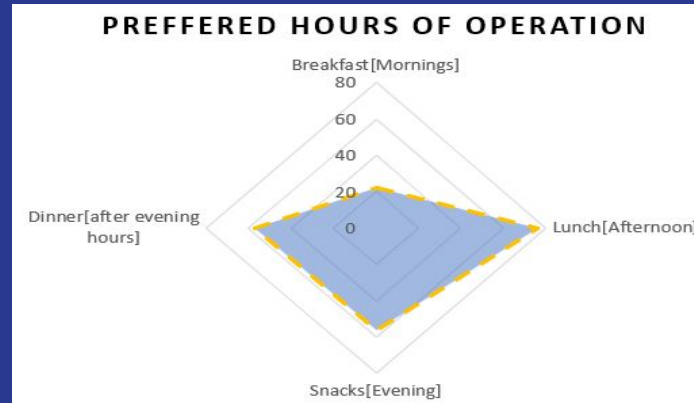 PREFFERED HOURS OF OPERATION
Breakfast[Mornings]
80
60
40
20
0
Dinner[after evening
hours]
Lunch[Afternoon]
Snacks[Evening]